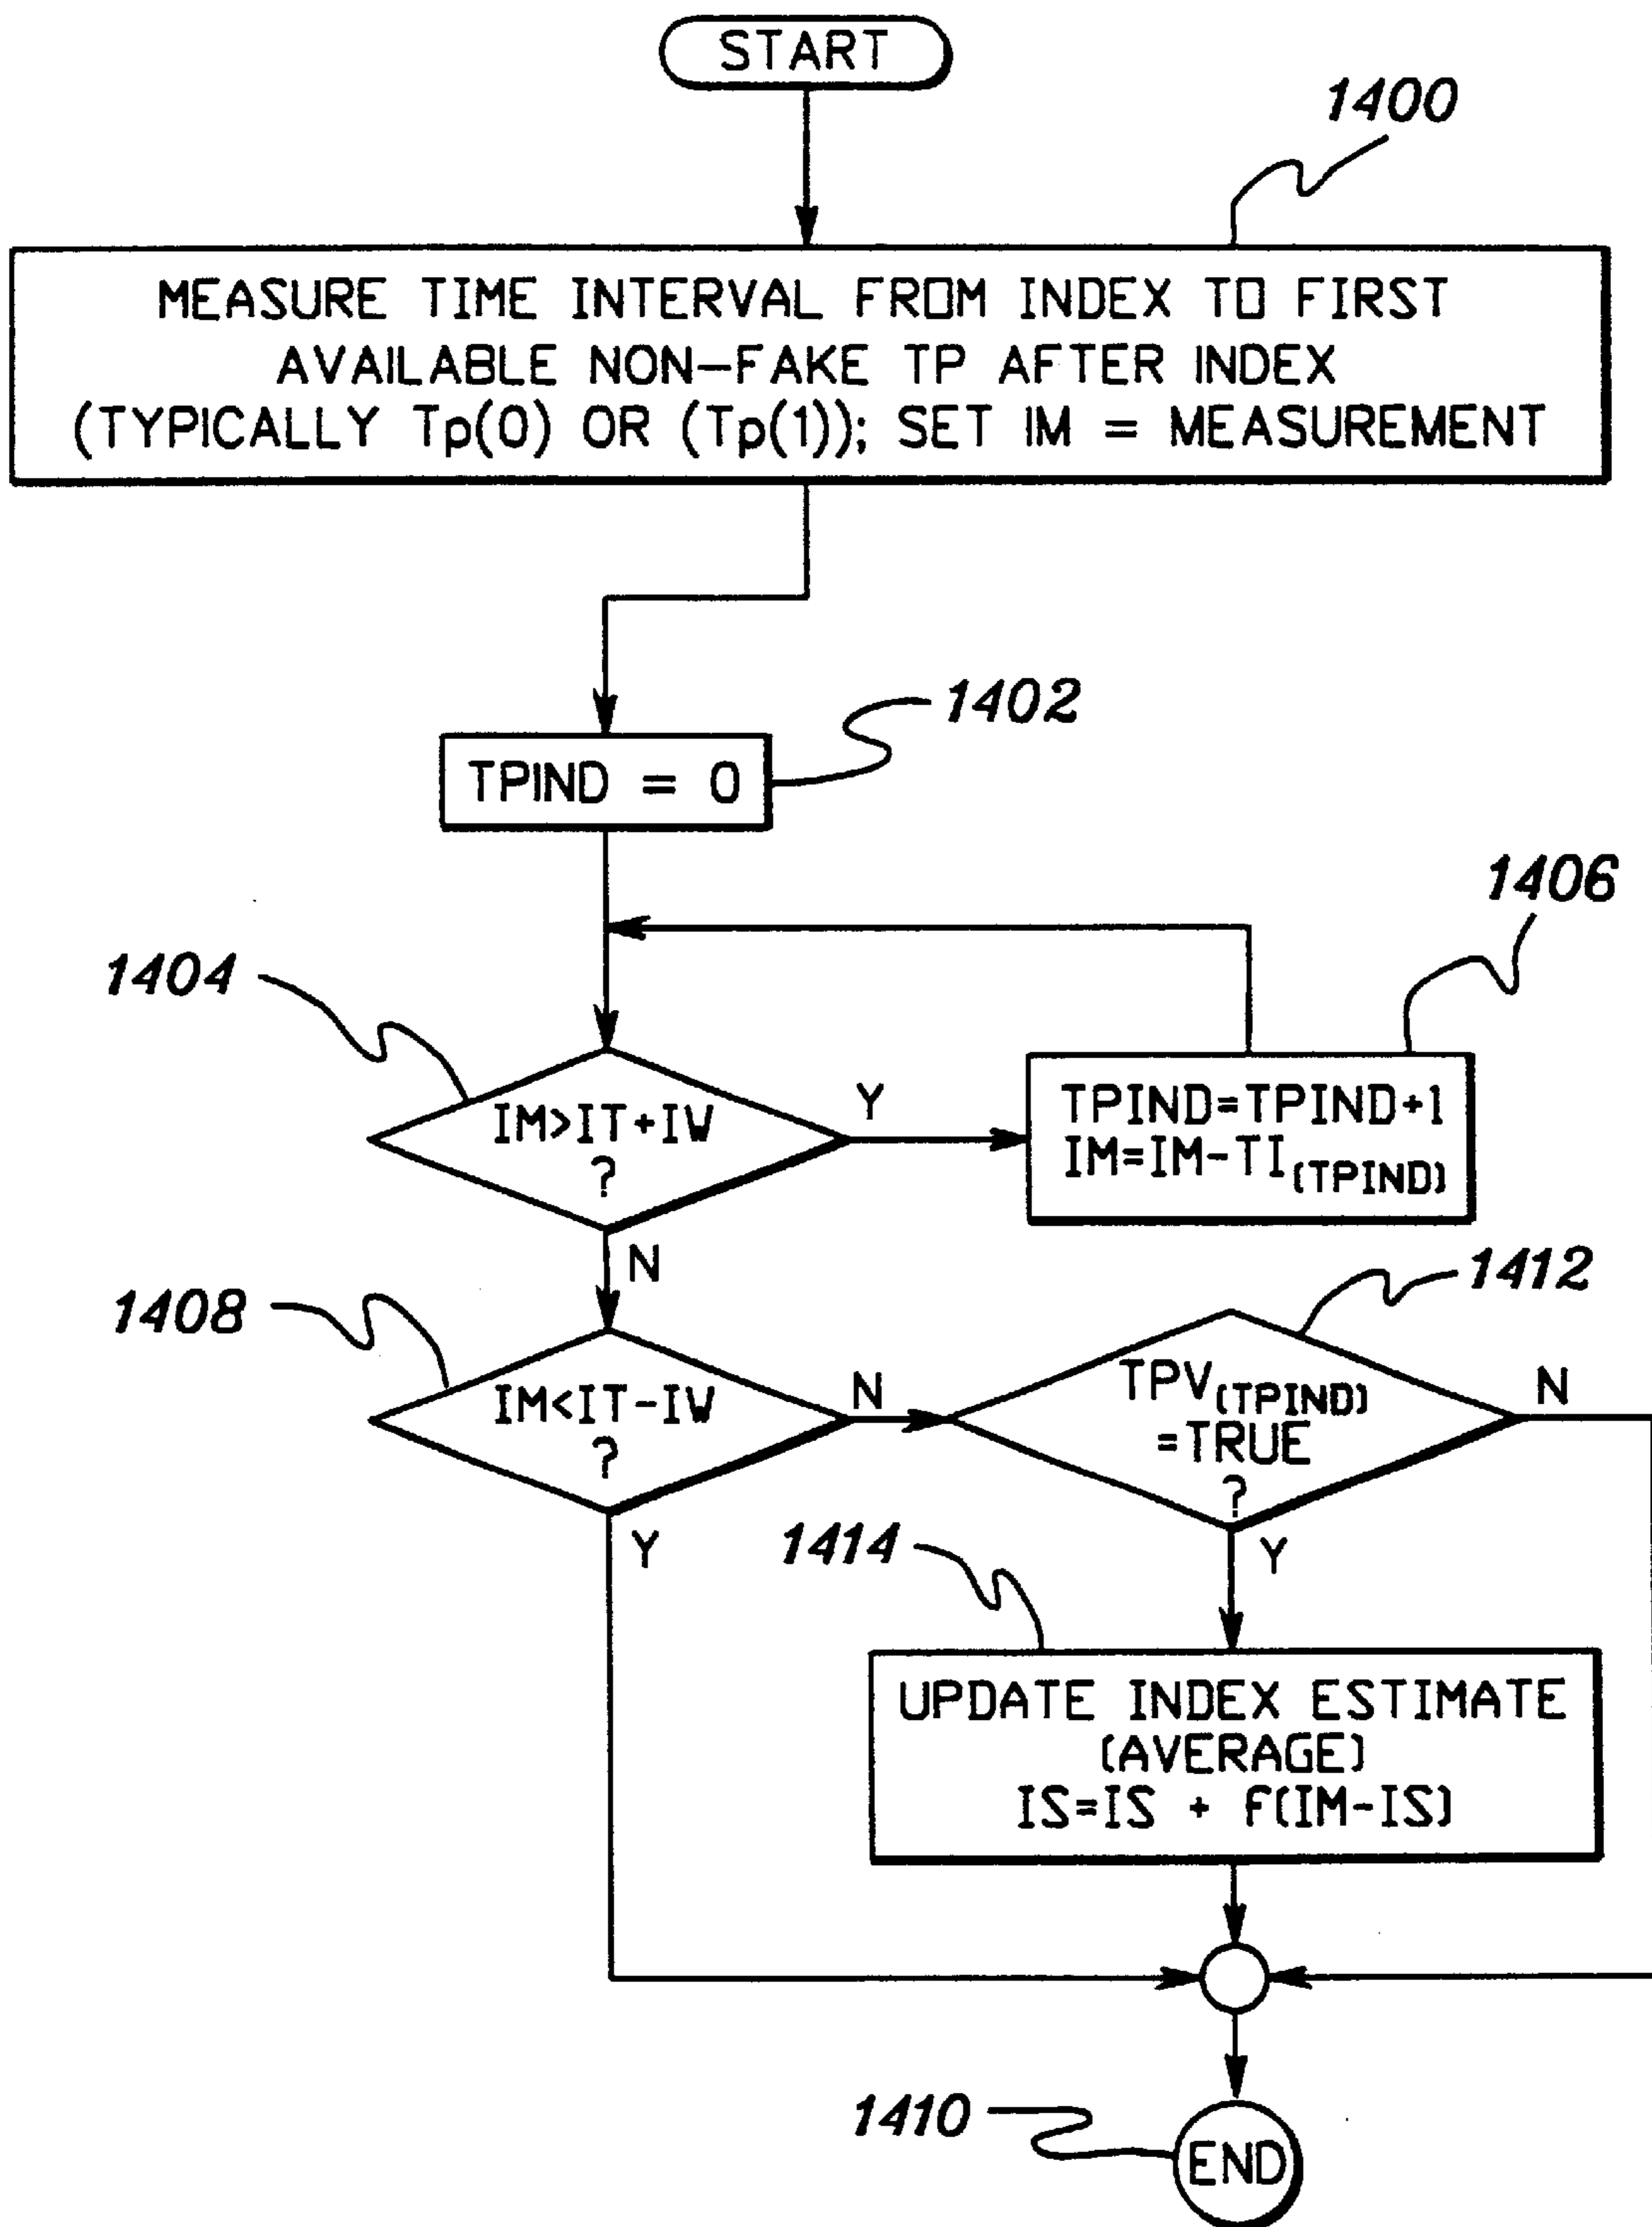 START
1400
MEASURE TIME INTERVAL FROM INDEX TO FIRST
AVAILABLE NON-FAKE TP AFTER INDEX
(TYPICALLY Tp(0) OR (Tp(1)); SET IM = MEASUREMENT
1402
TPIND = 0
1406
1404
IM>IT+IW
?
Y
TPIND=TPIND+1
IM=IM-TI(TPIND)
N
1408
1412
IM<IT-IW
?
N
TPV(TPIND)
=TRUE
?
N
Y
1414
Y
UPDATE INDEX ESTIMATE
(AVERAGE)
IS=IS + f(IM-IS)
1410
END